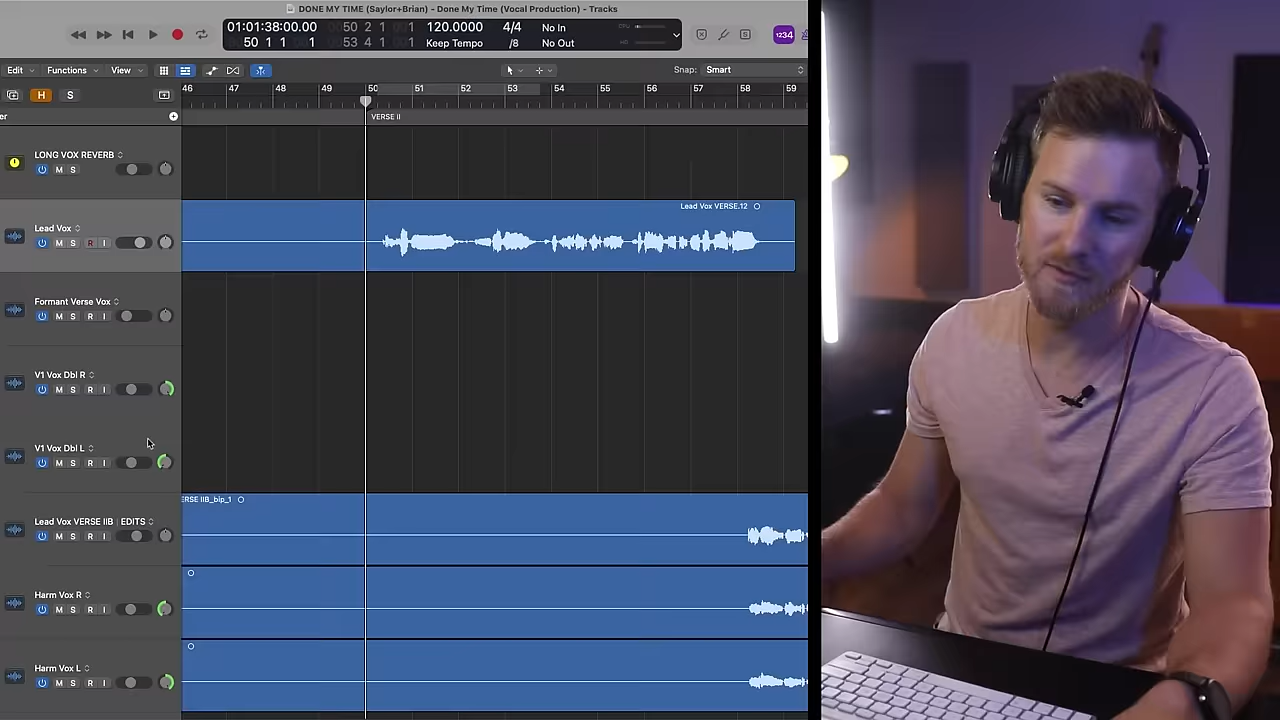 DONE MY TIME (Saylor+Brian) - Done My Time (Vocal Production) - Tracks
01:01:38:00.00 50 2 1 1 120.0000 4/4 No In CPU
50 1 1 1 53 4 1 1 Keep Tempo /8 No Out HD
1234
Edit Functions View Snap: Smart
H S 46 47 48 49 50 51 52 53 54 55 56 57 58 59
er VERSE II
LONG VOX REVERB
M S
Lead Vox Lead Vox VERSE.12
M S R I
Formant Verse Vox
M S R I
V1 Vox Dbl R
M S R I
V1 Vox Dbl L
M S R I
ERSE IIB_bip_1
Lead Vox VERSE IIB | EDITS
M S R I
Harm Vox R
M S R I
Harm Vox L
M S R I